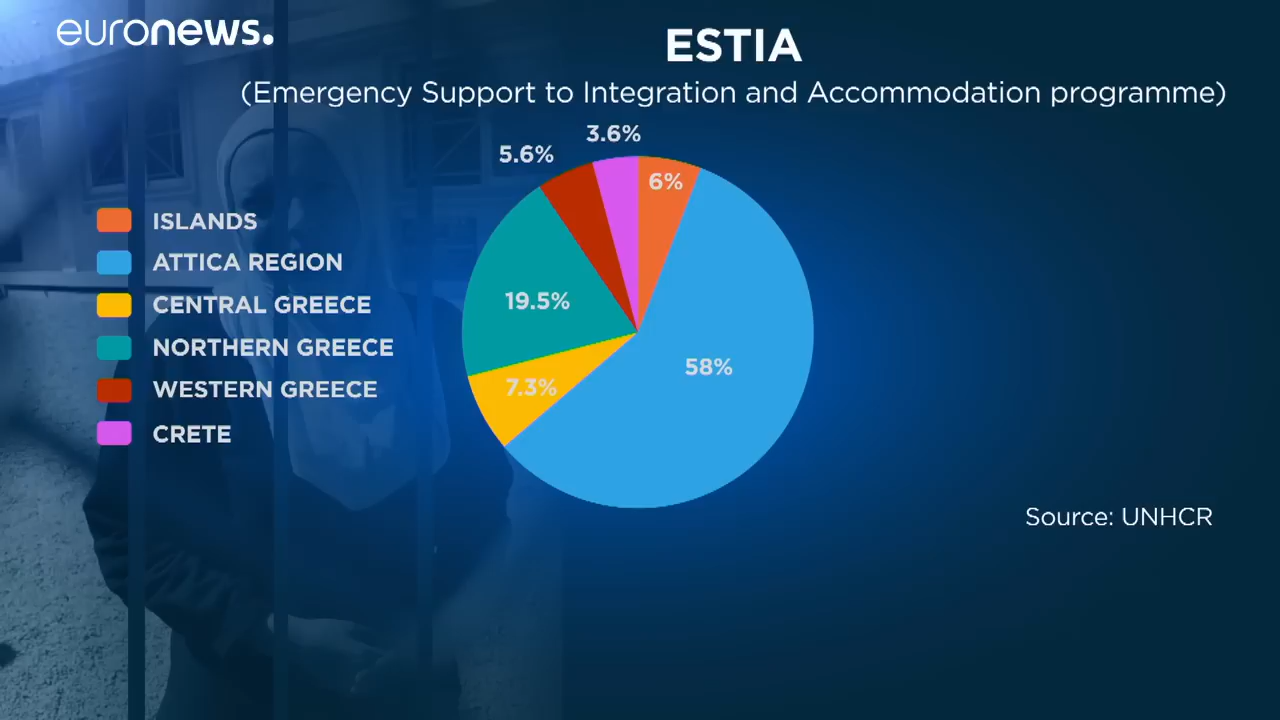 euronews.
ESTIA
(Emergency Support to Integration and Accommodation programme)
3.6%
5.6%
6%
19.5%
58%
7.3%
ISLANDS
ATTICA REGION
CENTRAL GREECE
NORTHERN GREECE
WESTERN GREECE
CRETE
Source: UNHCR